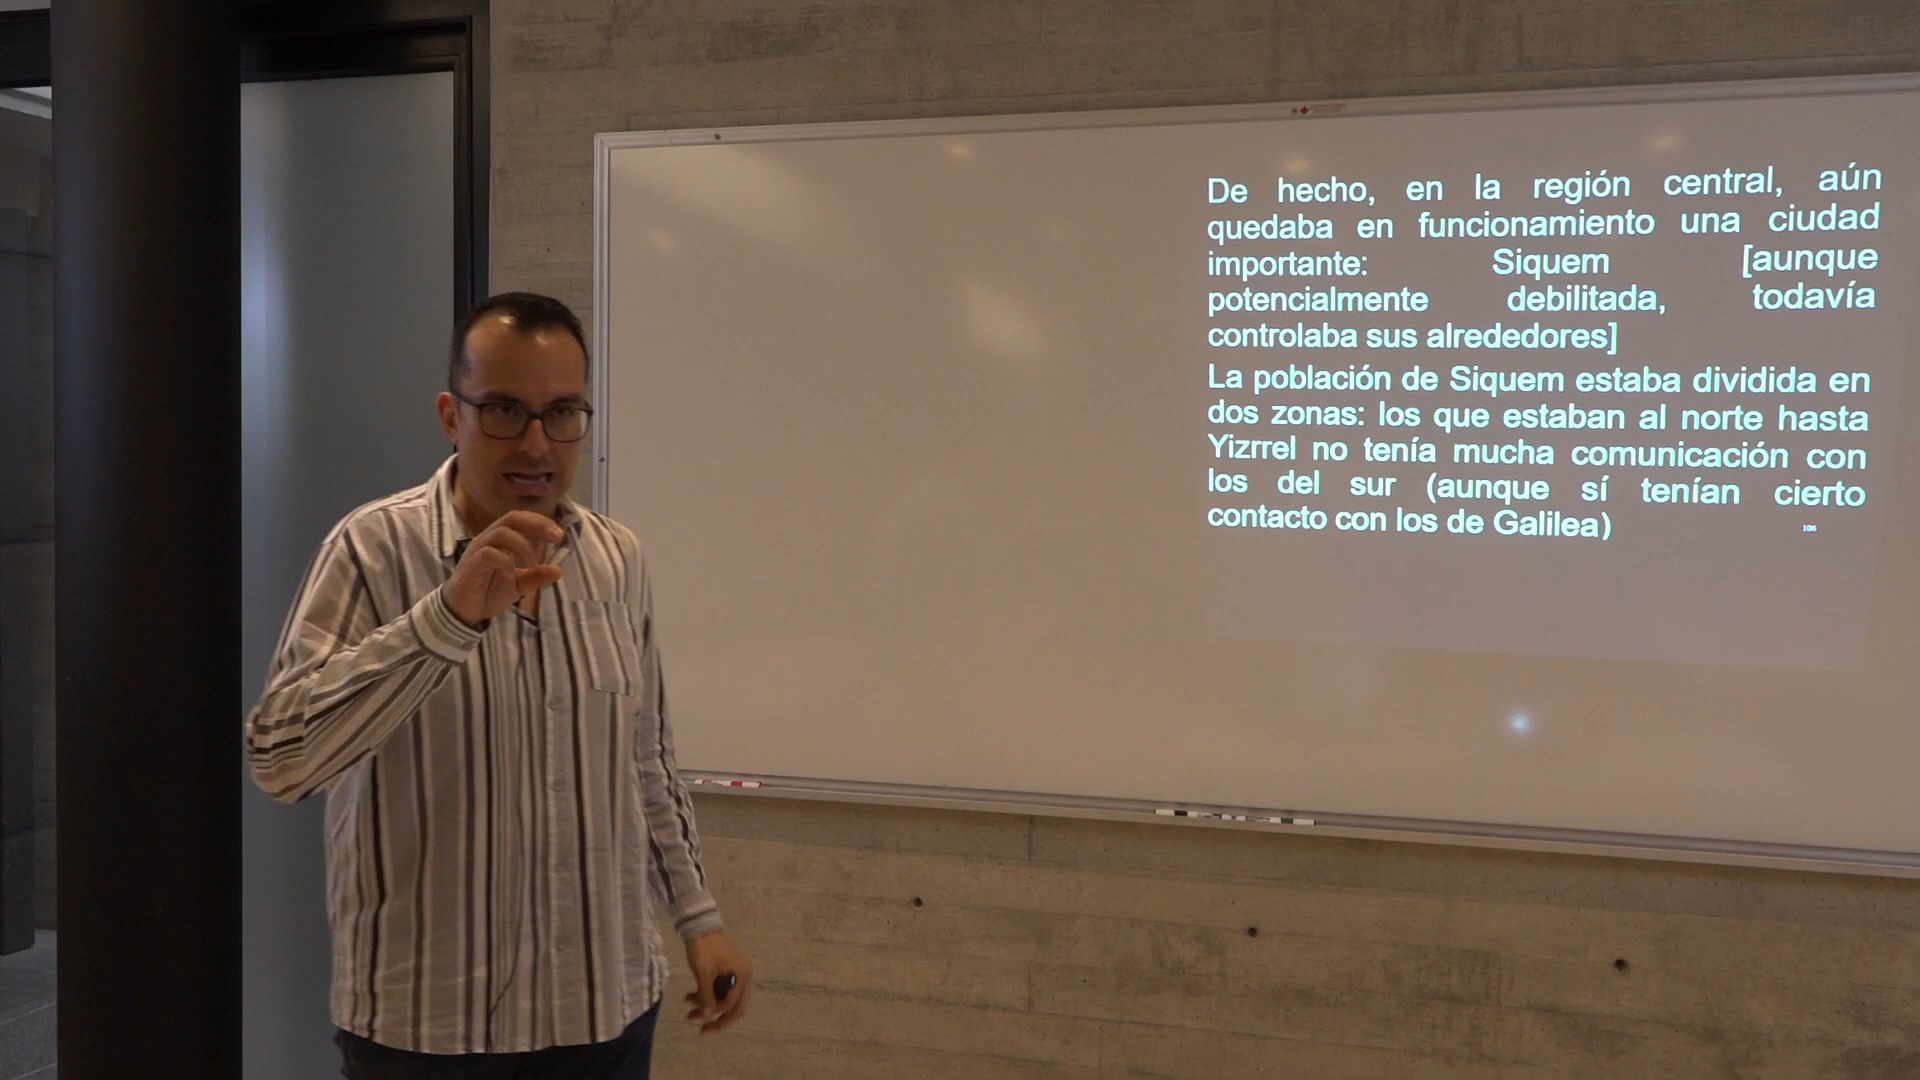 De hecho, en la región central, aún
quedaba en funcionamiento una ciudad
importante: Siquem [aunque
potencialmente debilitada, todavía
controlaba sus alrededores]
La población de Siquem estaba dividida en
dos zonas: los que estaban al norte hasta
Yizrrel no tenía mucha comunicación con
los del sur (aunque sí tenían cierto
contacto con los de Galilea)
106